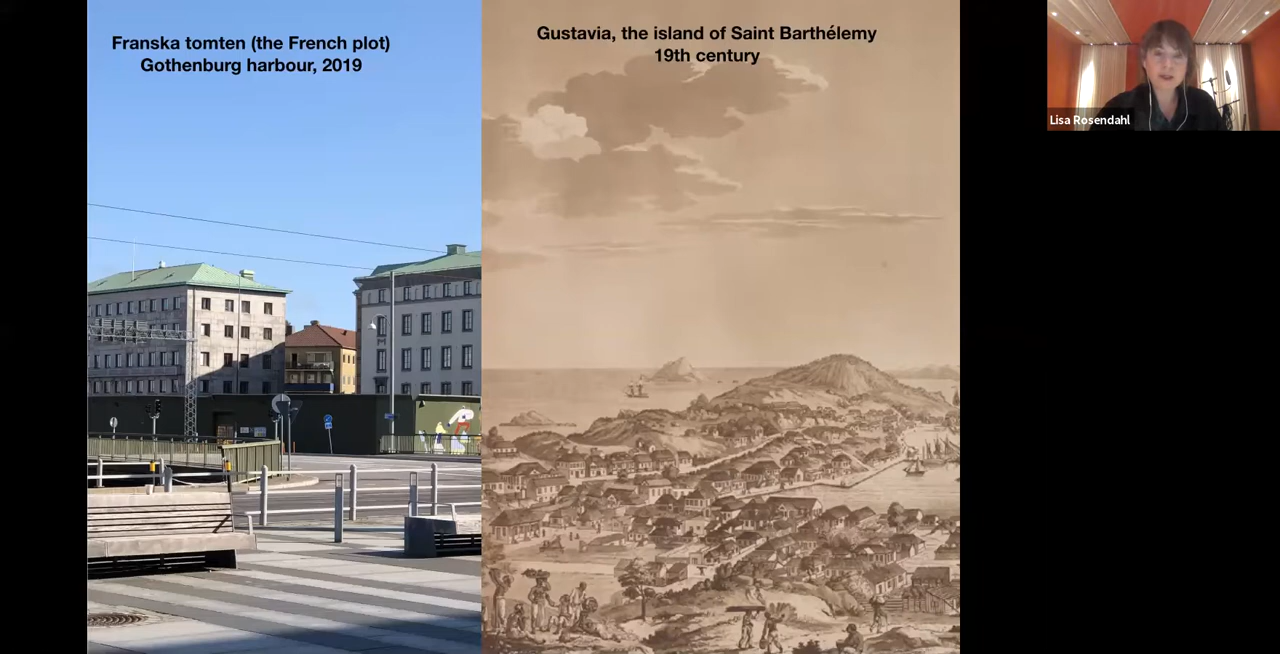 Franska tomten (the French plot)
Gothenburg harbour, 2019
Gustavia, the island of Saint Barthélemy
19th century
Lisa Rosendahl